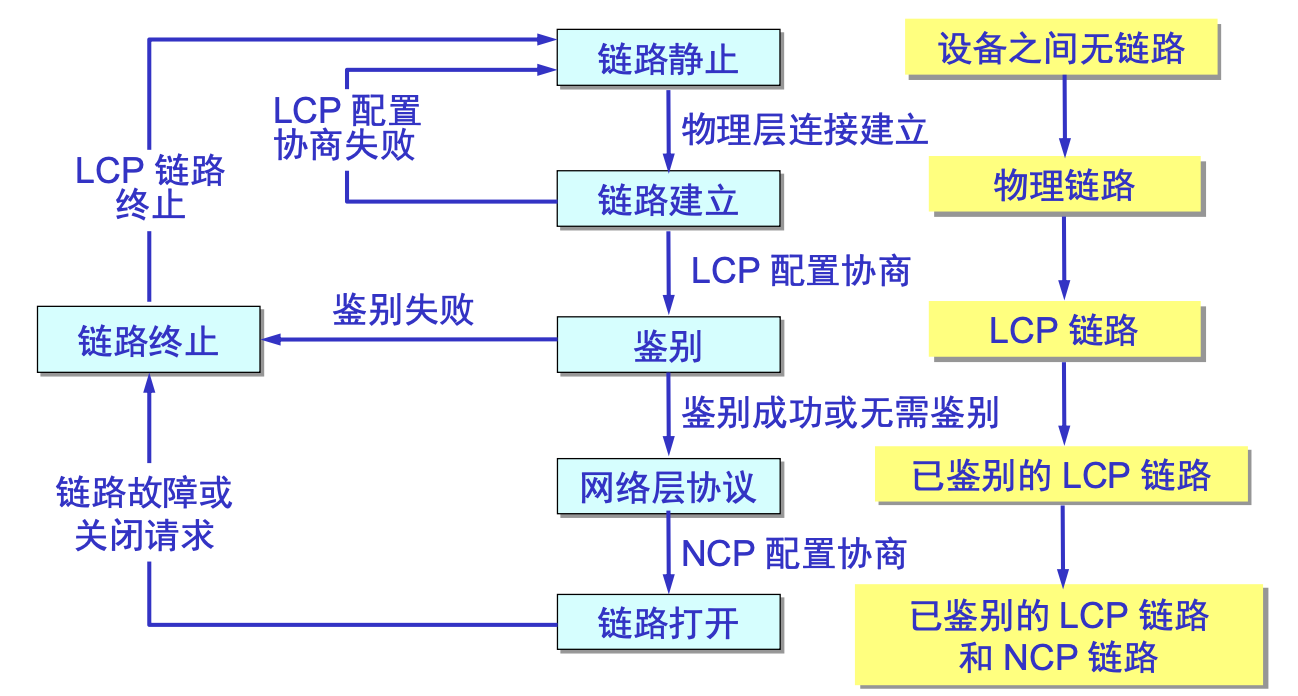 链路静止
设备之间无链路
LCP 配置
协商失败
物理层连接建立
LCP 链路
终止
链路建立
物理链路
LCP 配置协商
鉴别失败
链路终止
鉴别
LCP 链路
鉴别成功或无需鉴别
网络层协议
已鉴别的 LCP 链路
链路故障或
关闭请求
NCP 配置协商
链路打开
已鉴别的 LCP 链路
和 NCP 链路